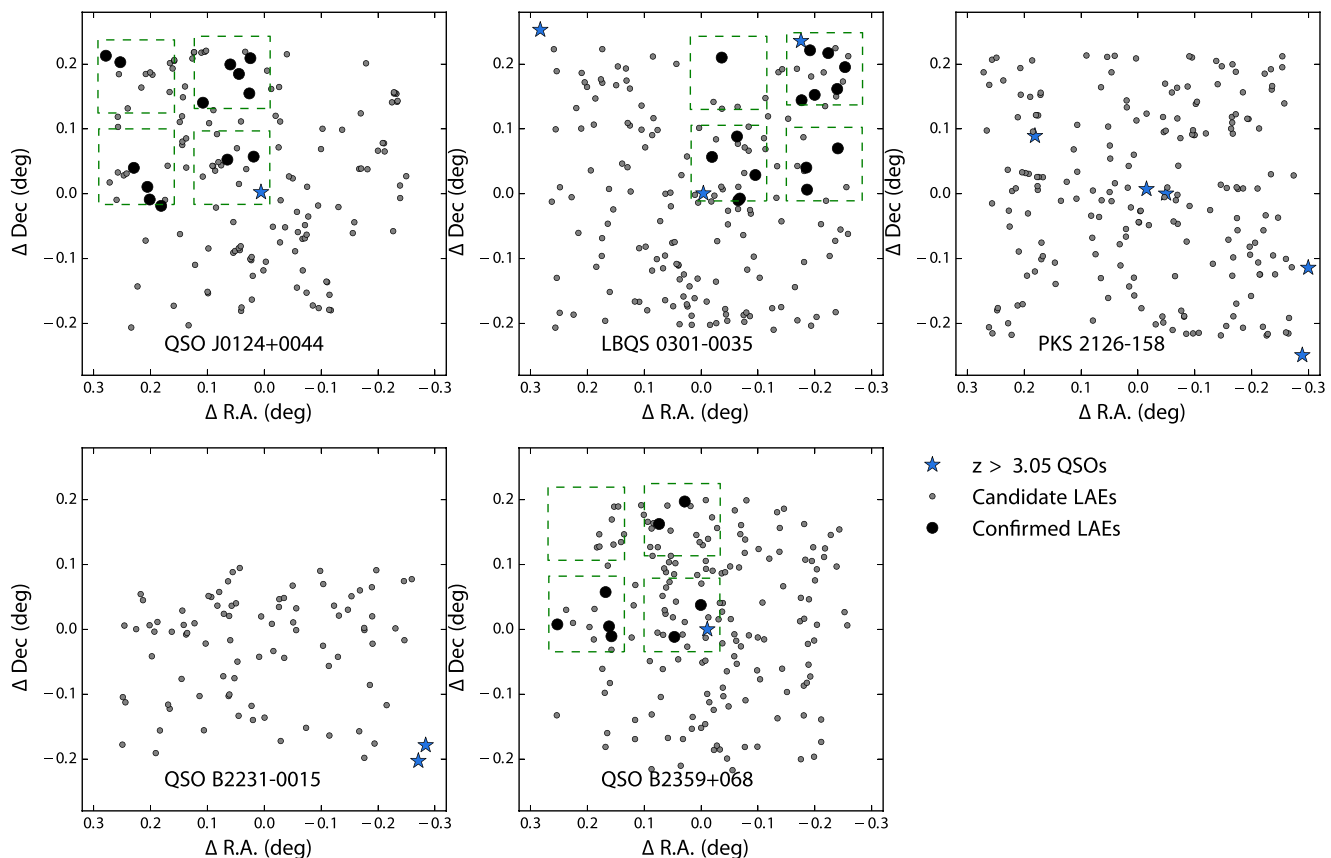 0.2
0.1
0.0
−0.1
−0.2
Δ Dec (deg)
QSO J0124+0044
0.3 0.2 0.1 0.0 −0.1 −0.2 −0.3
Δ R.A. (deg)
0.2
0.1
0.0
−0.1
−0.2
Δ Dec (deg)
LBQS 0301-0035
0.3 0.2 0.1 0.0 −0.1 −0.2 −0.3
Δ R.A. (deg)
0.2
0.1
0.0
−0.1
−0.2
Δ Dec (deg)
PKS 2126-158
0.3 0.2 0.1 0.0 −0.1 −0.2 −0.3
Δ R.A. (deg)
0.2
0.1
0.0
−0.1
−0.2
Δ Dec (deg)
QSO B2231-0015
0.3 0.2 0.1 0.0 −0.1 −0.2 −0.3
Δ R.A. (deg)
0.2
0.1
0.0
−0.1
−0.2
Δ Dec (deg)
QSO B2359+068
0.3 0.2 0.1 0.0 −0.1 −0.2 −0.3
Δ R.A. (deg)
z > 3.05 QSOs
Candidate LAEs
Confirmed LAEs